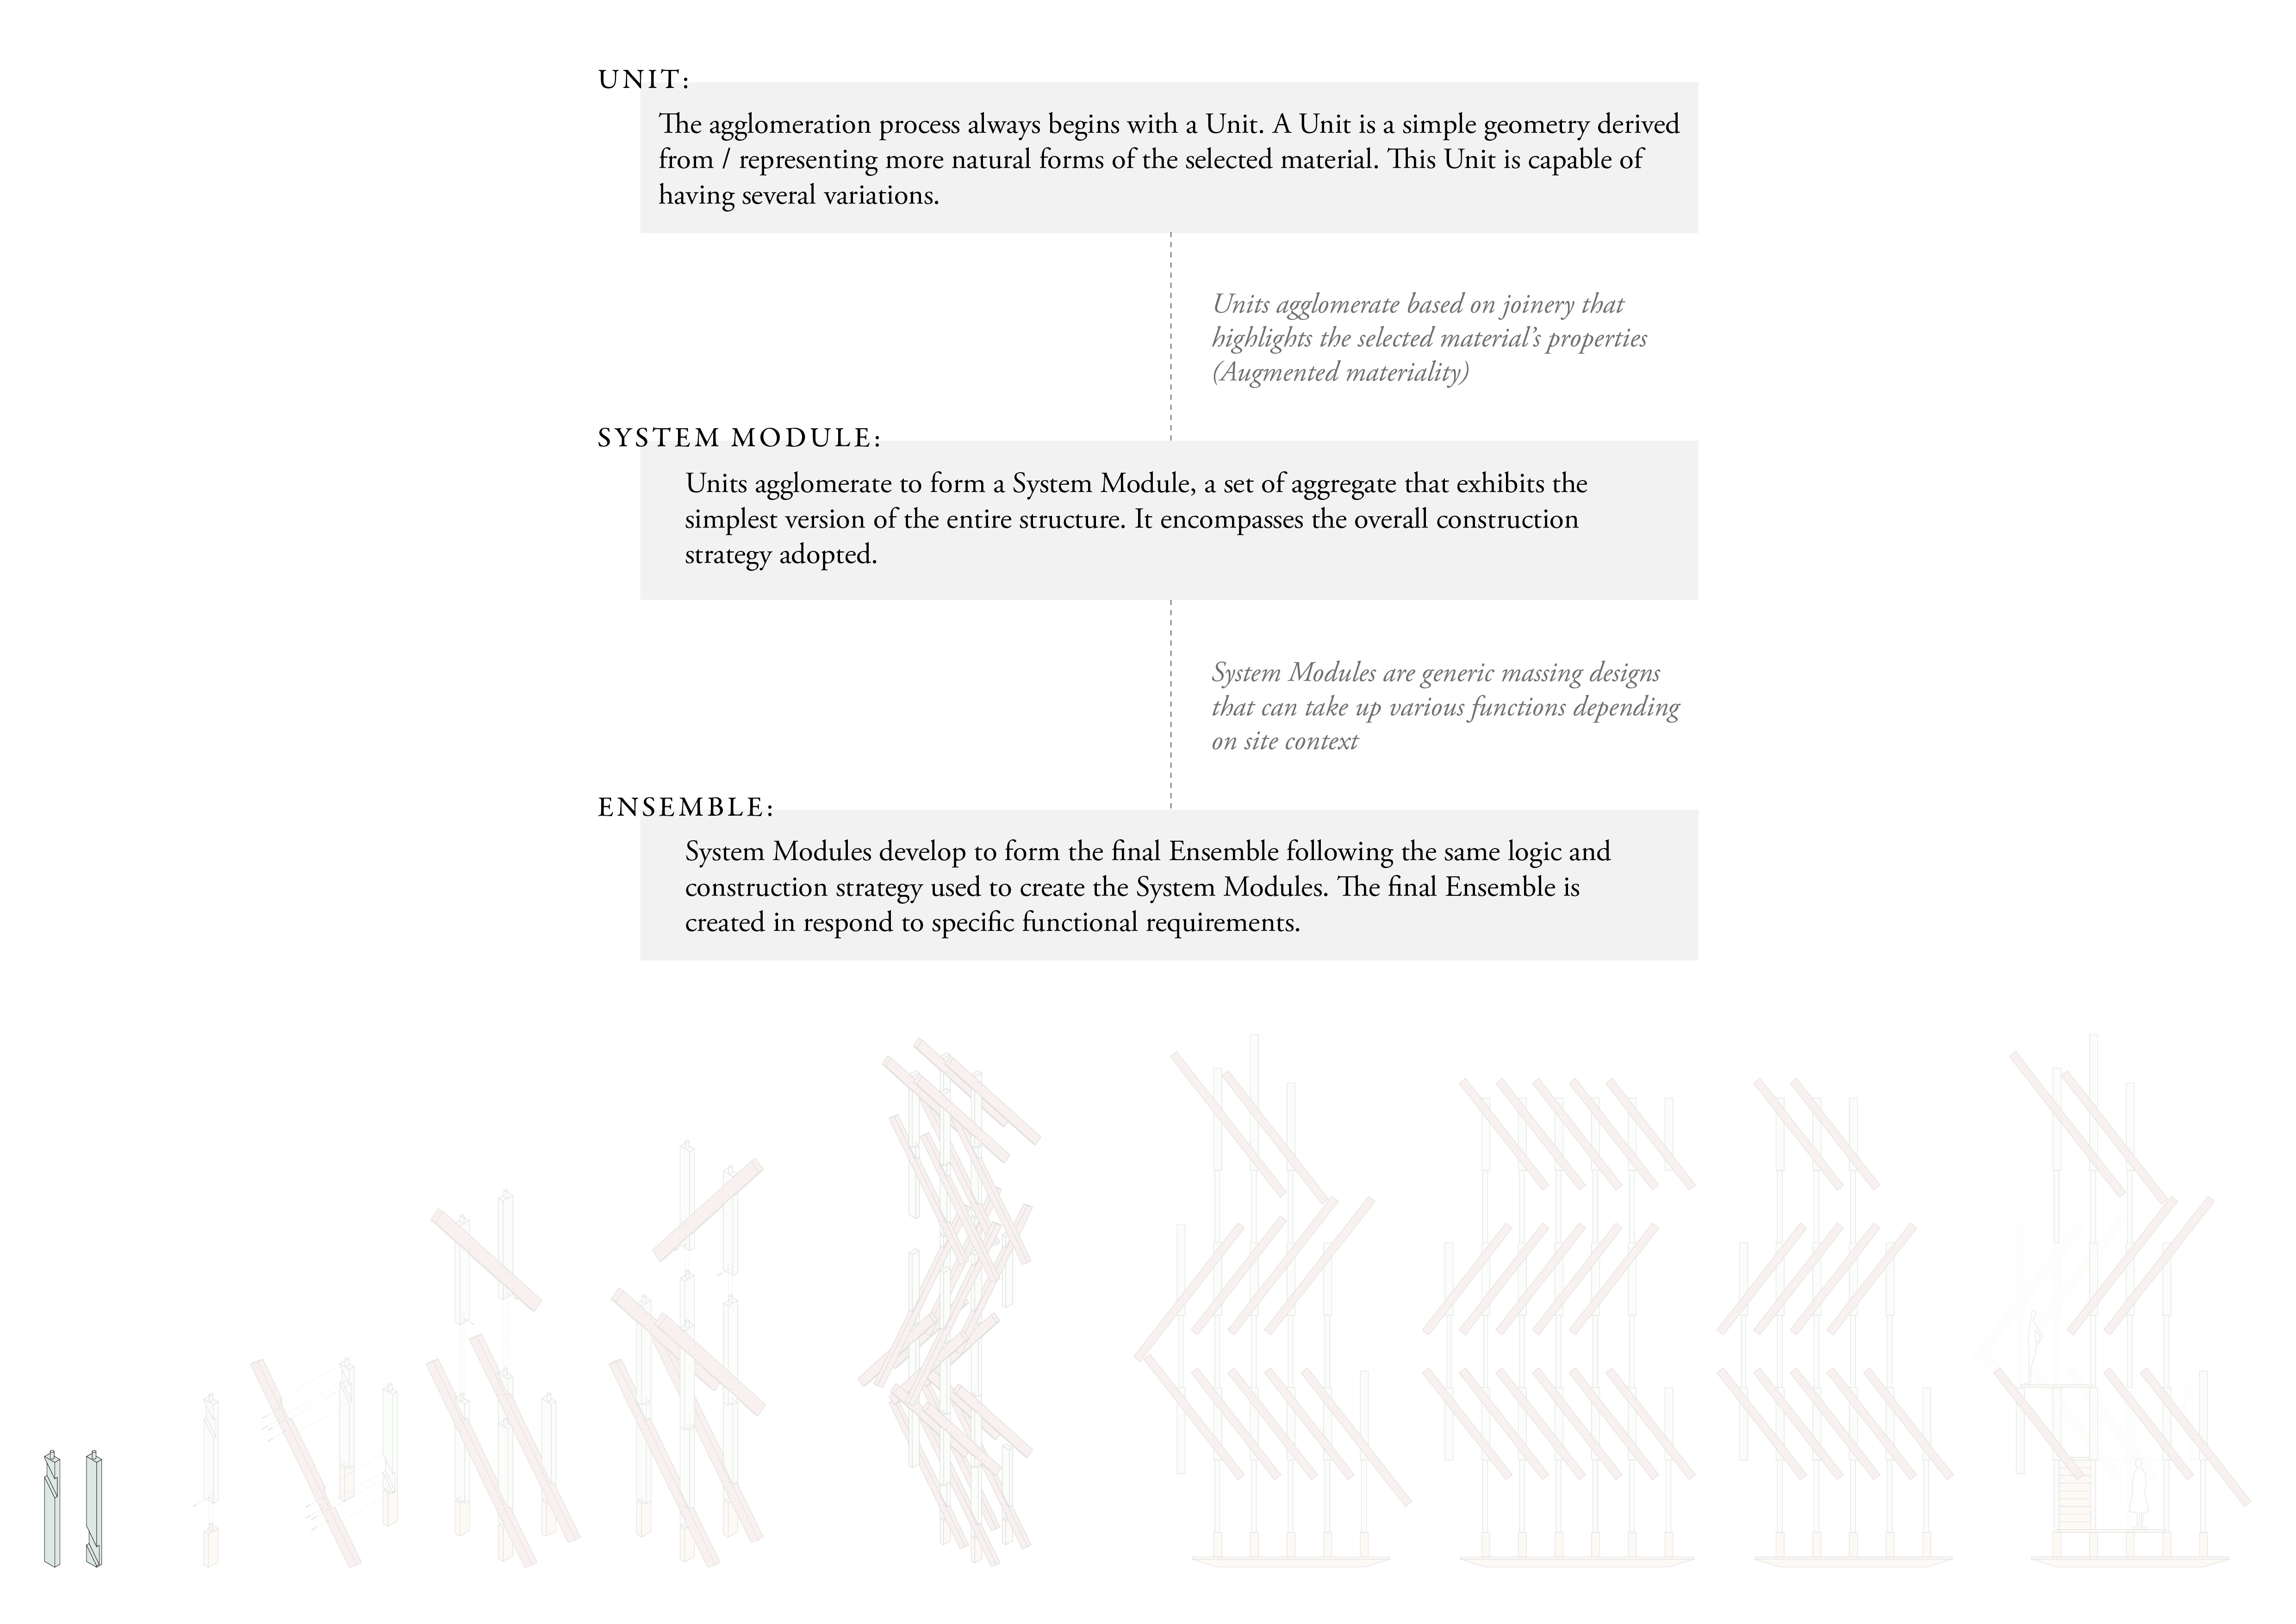 UNIT:
The agglomeration process always begins with a Unit. A Unit is a simple geometry derived
from / representing more natural forms of the selected material. This Unit is capable of
having several variations.
Units agglomerate based on joinery that
highlights the selected material’s properties
(Augmented materiality)
SYSTEM MODULE:
Units agglomerate to form a System Module, a set of aggregate that exhibits the
simplest version of the entire structure. It encompasses the overall construction
strategy adopted.
System Modules are generic massing designs
that can take up various functions depending
on site context
ENSEMBLE:
System Modules develop to form the final Ensemble following the same logic and
construction strategy used to create the System Modules. The final Ensemble is
created in respond to specific functional requirements.